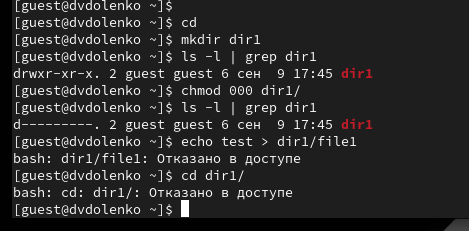 [guest@dvdolenko ~]$
[guest@dvdolenko ~]$ cd
[guest@dvdolenko ~]$ mkdir dir1
[guest@dvdolenko ~]$ ls -l | grep dir1
drwxr-xr-x. 2 guest guest 6 сен  9 17:45 dir1
[guest@dvdolenko ~]$ chmod 000 dir1/
[guest@dvdolenko ~]$ ls -l | grep dir1
d---------. 2 guest guest 6 сен  9 17:45 dir1
[guest@dvdolenko ~]$ echo test > dir1/file1
bash: dir1/file1: Отказано в доступе
[guest@dvdolenko ~]$ cd dir1/
bash: cd: dir1/: Отказано в доступе
[guest@dvdolenko ~]$